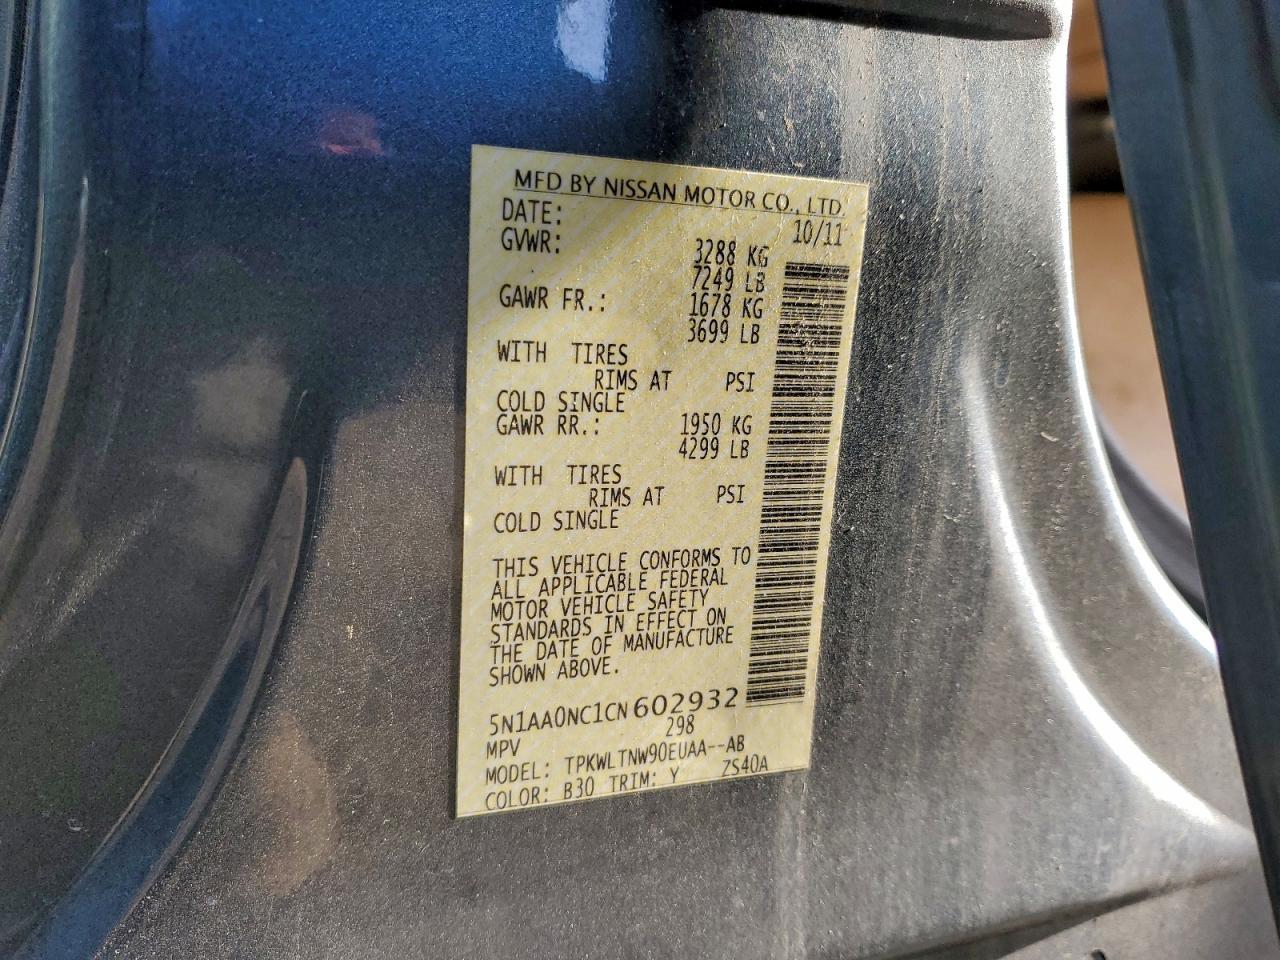 MFD BY NISSAN MOTOR CO., LTD.
DATE: 10/11
GVWR: 3288 KG
7249 LB
GAWR FR.: 1678 KG
3699 LB
WITH TIRES
RIMS AT PSI
COLD SINGLE
GAWR RR.: 1950 KG
4299 LB
WITH TIRES
RIMS AT PSI
COLD SINGLE
THIS VEHICLE CONFORMS TO
ALL APPLICABLE FEDERAL
MOTOR VEHICLE SAFETY
STANDARDS IN EFFECT ON
THE DATE OF MANUFACTURE
SHOWN ABOVE.
5N1AA0NC1CN602932
MPV 298
MODEL: TPKWLTNW90EUAA--AB
COLOR: B30 TRIM: Y ZS40A